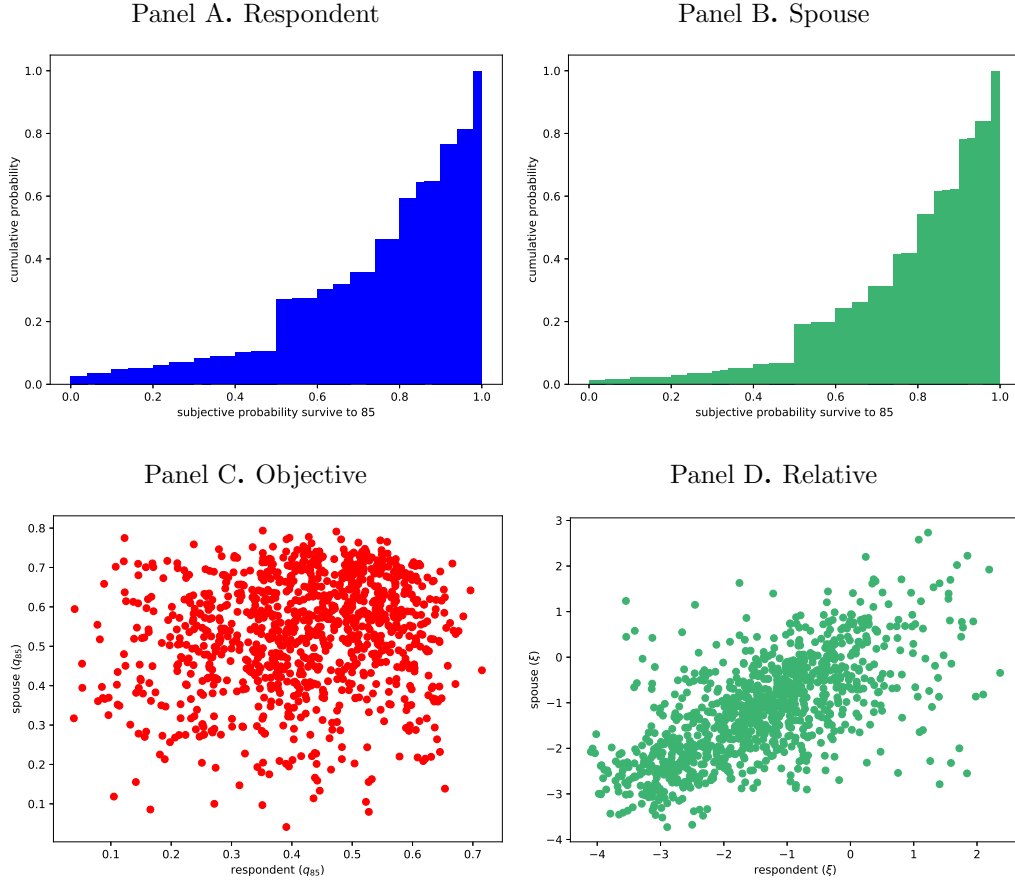 Panel A. Respondent
1.0
0.8
0.6
0.4
0.2
0.0
cumulative probability
0.0 0.2 0.4 0.6 0.8 1.0
subjective probability survive to 85
Panel B. Spouse
1.0
0.8
0.6
0.4
0.2
0.0
cumulative probability
0.0 0.2 0.4 0.6 0.8 1.0
subjective probability survive to 85
Panel C. Objective
0.8
0.7
0.6
0.5
0.4
0.3
0.2
0.1
spouse (q₈₅)
0.1 0.2 0.3 0.4 0.5 0.6 0.7
respondent (q₈₅)
Panel D. Relative
3
2
1
0
−1
−2
−3
−4
spouse (ξ)
−4 −3 −2 −1 0 1 2
respondent (ξ)